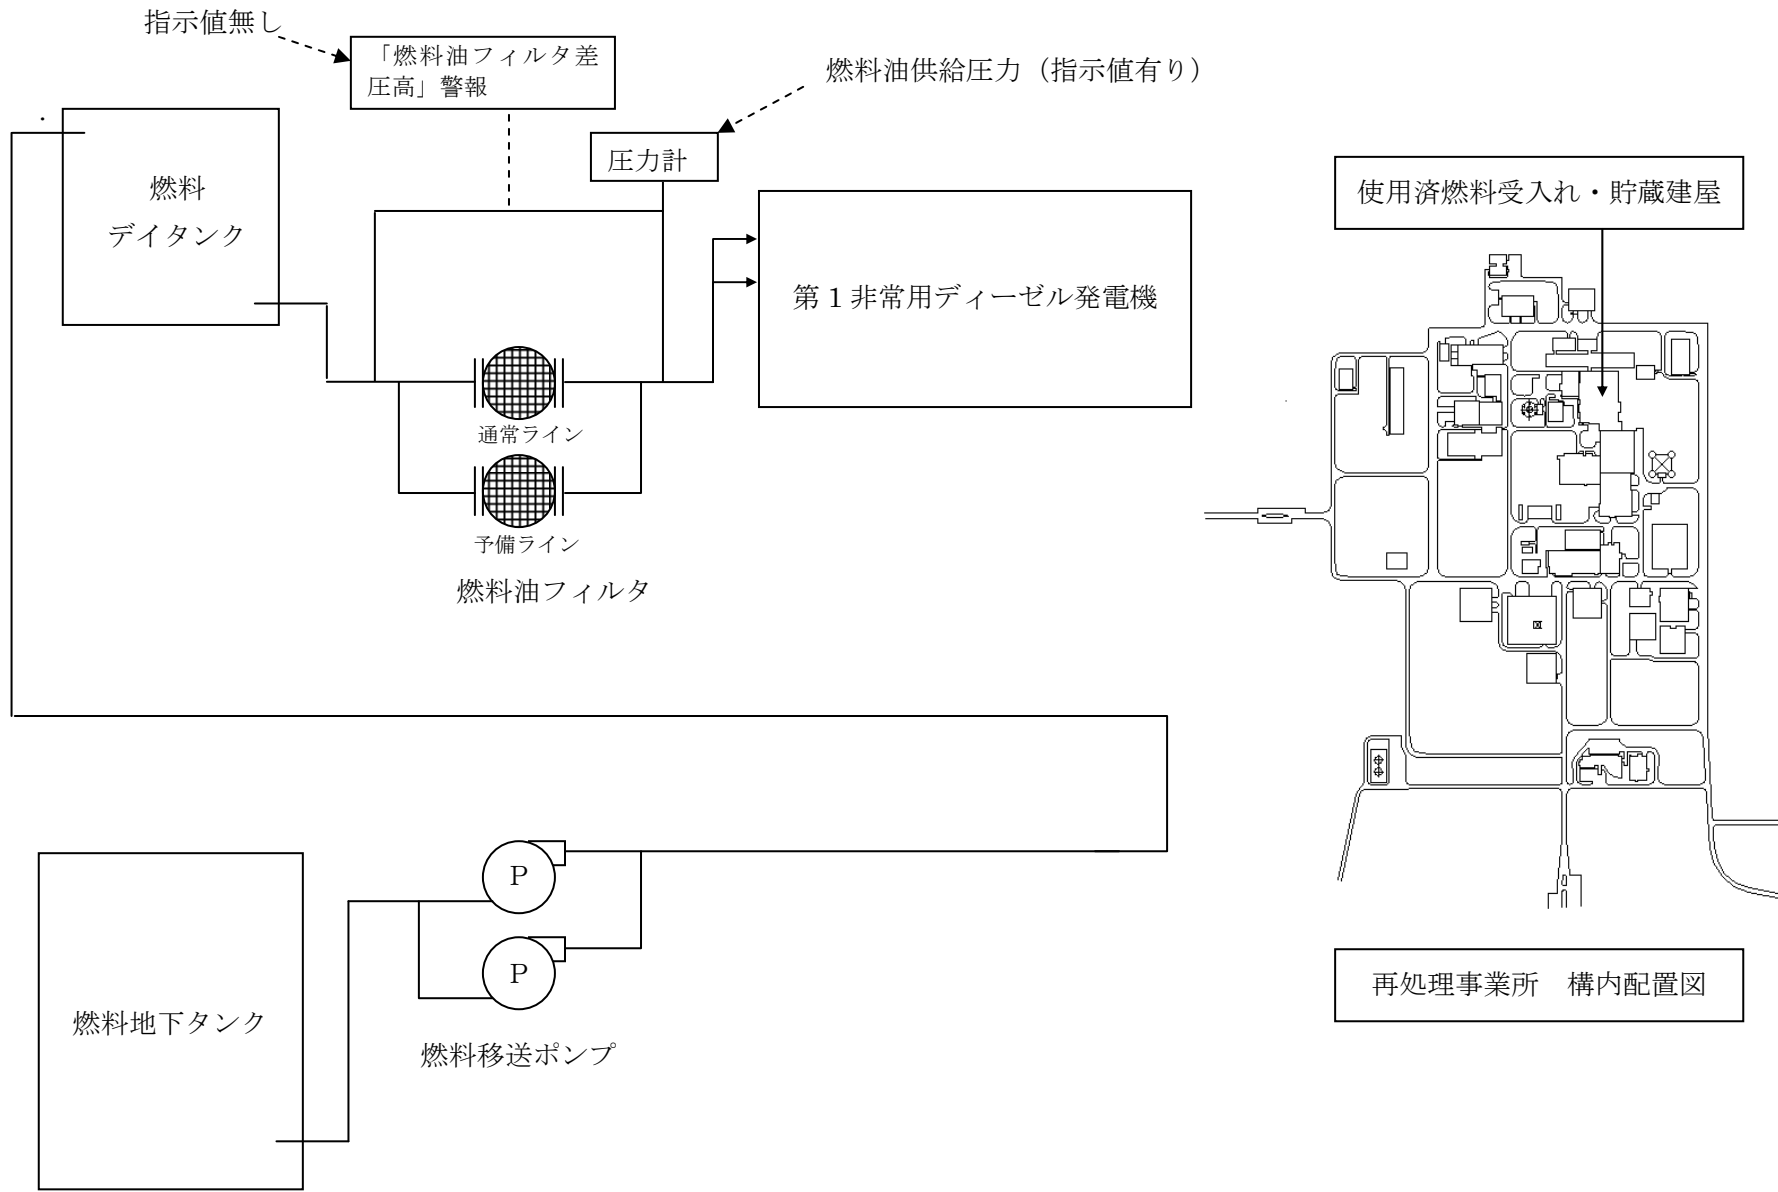 指示値無し
「燃料油フィルタ差
圧高」警報
燃料油供給圧力（指示値有り）
圧力計
燃料
デイタンク
第１非常用ディーゼル発電機
使用済燃料受入れ・貯蔵建屋
通常ライン
予備ライン
燃料油フィルタ
P
P
燃料地下タンク
燃料移送ポンプ
再処理事業所　構内配置図